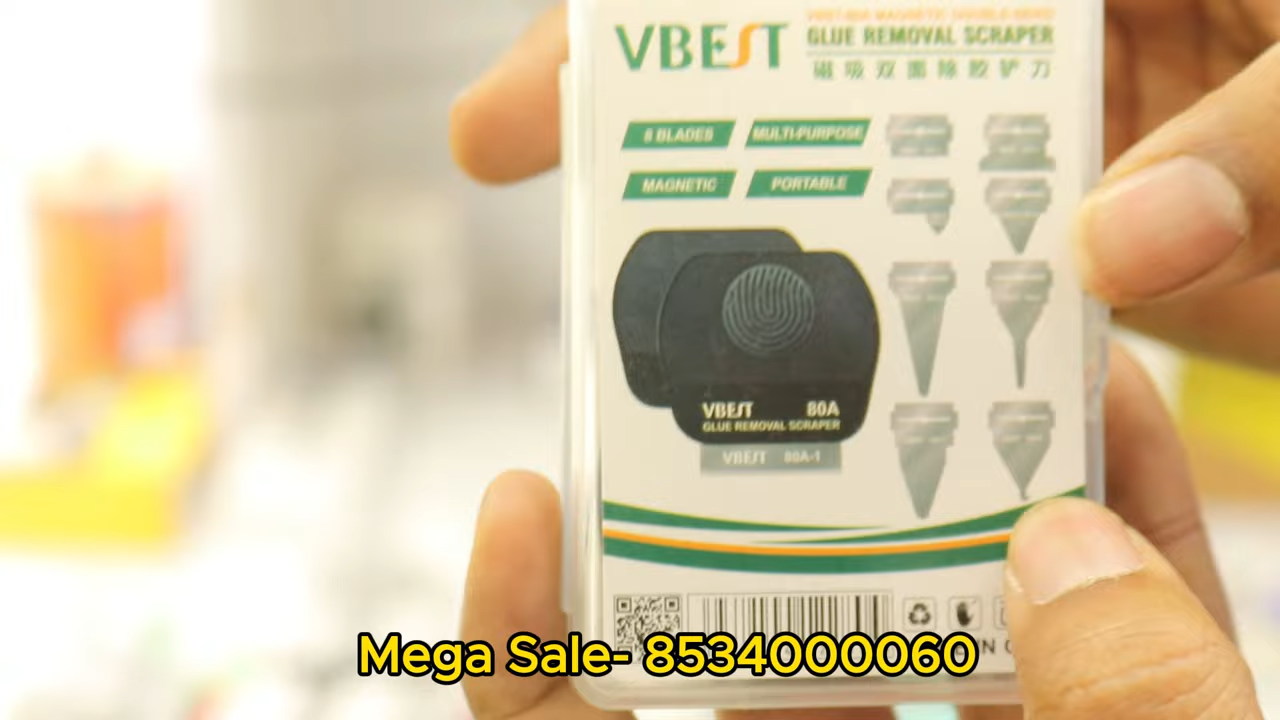 VBEST
GLUE REMOVAL SCRAPER
磁吸双面除胶铲刀
8 BLADES
MULTI-PURPOSE
MAGNETIC
PORTABLE
VBEST 80A
GLUE REMOVAL SCRAPER
VBEST 80A-1
Mega Sale- 8534000060